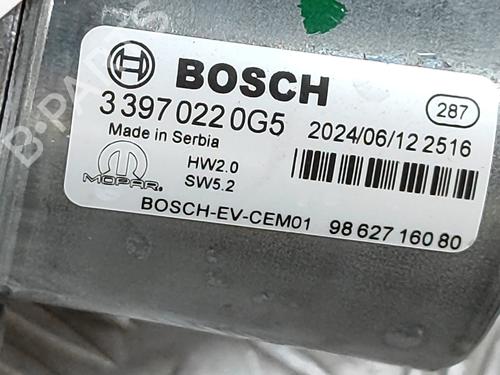 BOSCH
287
3 397 022 0G5 2024/06/12 2516
Made in Serbia
HW2.0
MOPAR
SW5.2
BOSCH-EV-CEM01 98 627 160 80
B-PARTS